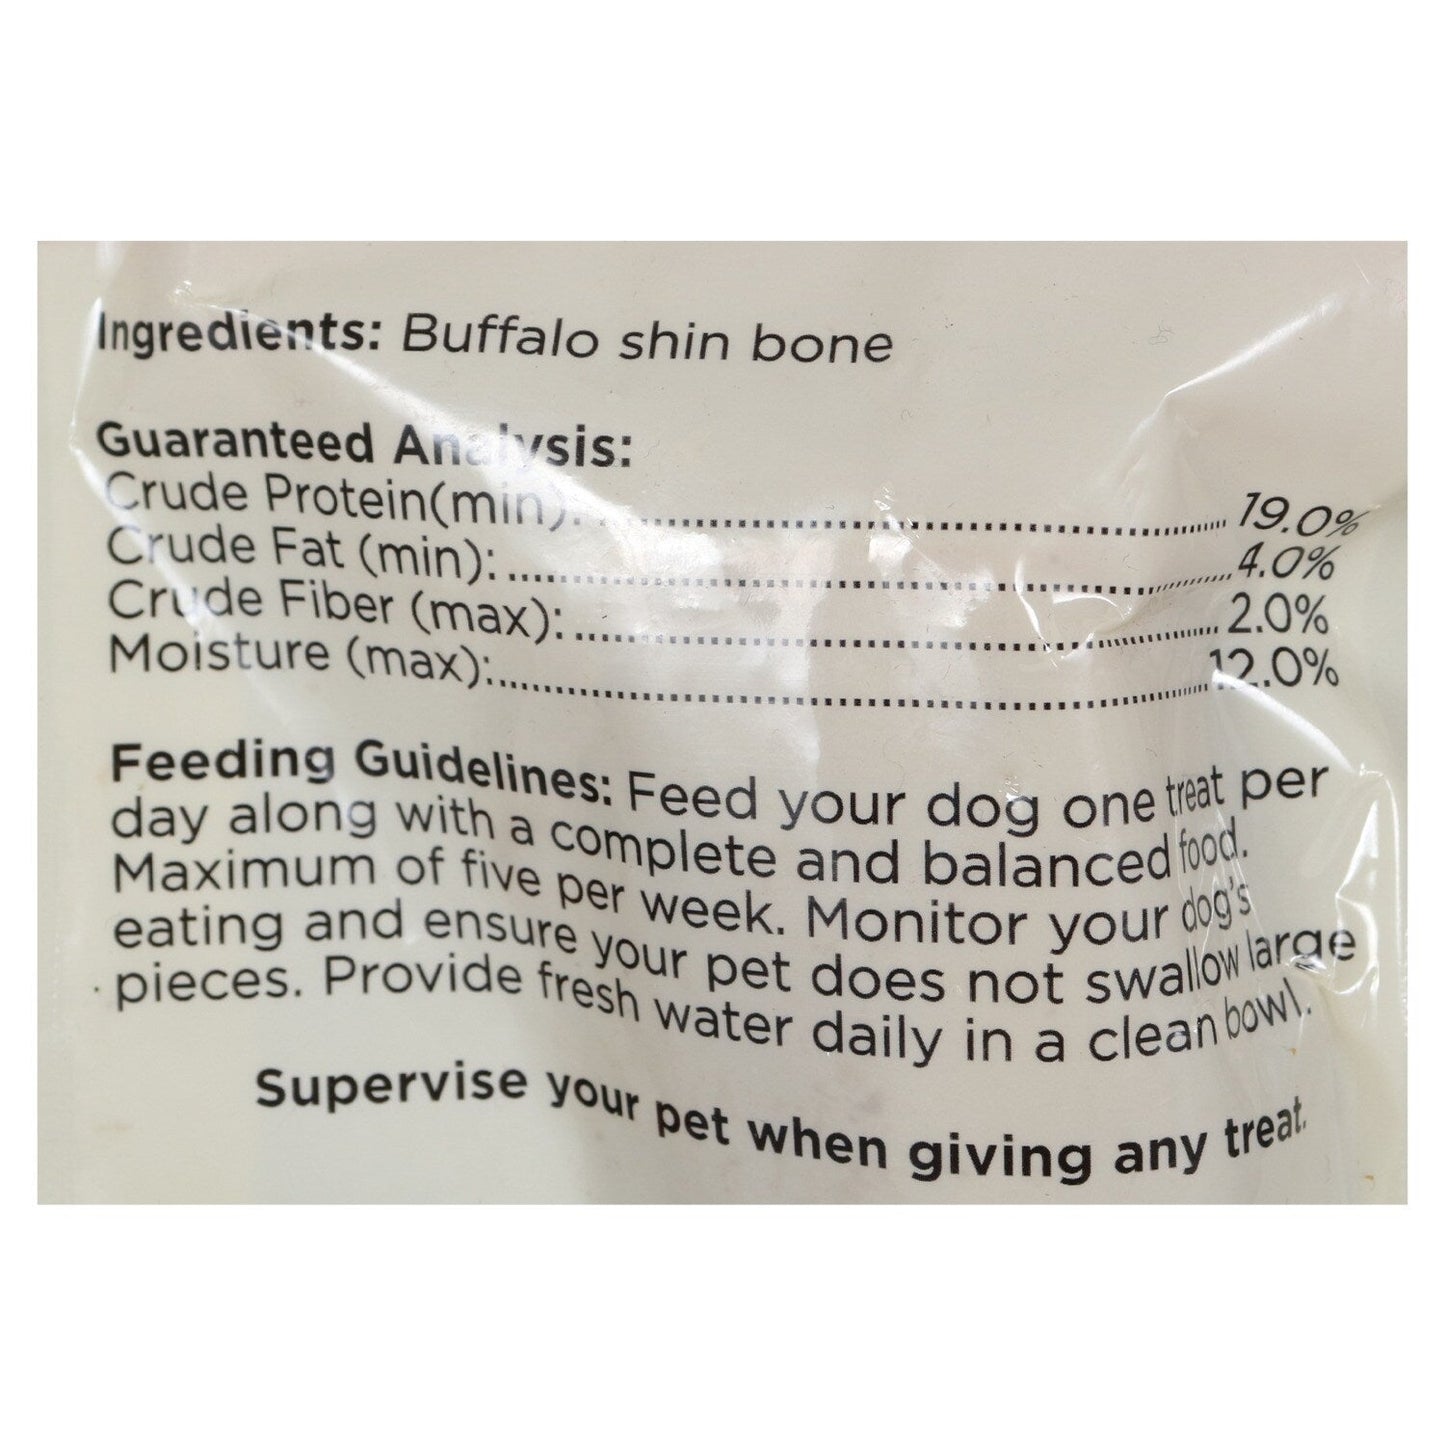 Ingredients: Buffalo shin bone
Guaranteed Analysis:
Crude Protein(min): ........................................ 19.0%
Crude Fat (min): ........................................ 4.0%
Crude Fiber (max): ........................................ 2.0%
Moisture (max): ........................................ 12.0%
Feeding Guidelines: Feed your dog one treat per
day along with a complete and balanced food.
Maximum of five per week. Monitor your dog's
eating and ensure your pet does not swallow large
pieces. Provide fresh water daily in a clean bowl.
Supervise your pet when giving any treat.